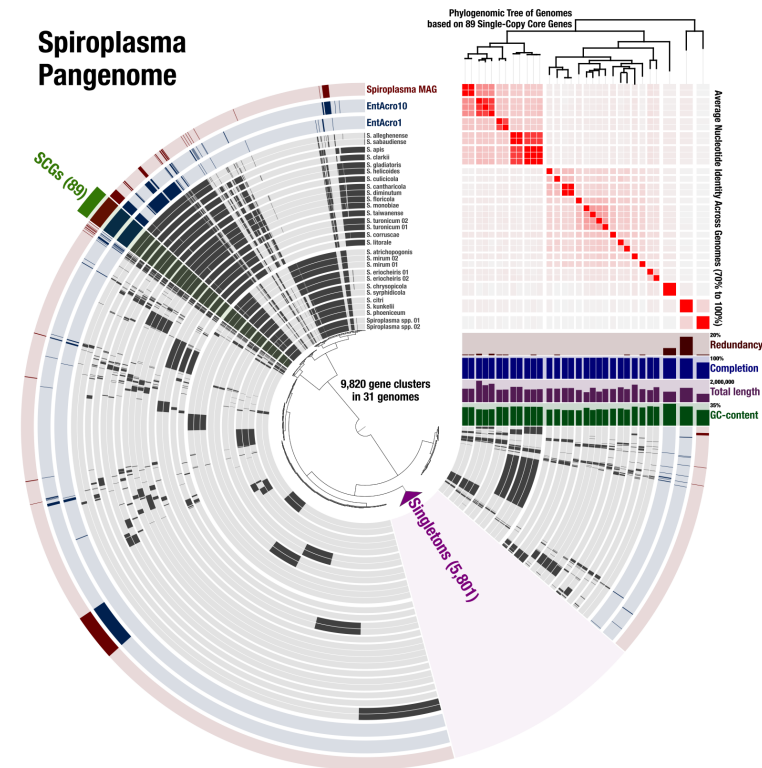 Spiroplasma
Pangenome
Phylogenomic Tree of Genomes
based on 89 Single-Copy Core Genes
Spiroplasma MAG
EntAcro10
EntAcro1
S. alleghenense
S. sabaudiense
S. apis
S. clarkii
S. gladiatoris
S. helicoides
S. culicicola
S. cantharicola
S. diminutum
S. floricola
S. monobiae
S. taiwanense
S. turonicum 02
S. turonicum 01
S. corruscae
S. litorale
S. atrichopogonis
S. mirum 02
S. mirum 01
S. eriocheiris 01
S. eriocheiris 02
S. chrysopicola
S. syrphidicola
S. citri
S. kunkelii
S. phoeniceum
Spiroplasma spp. 01
Spiroplasma spp. 02
Average Nucleotide Identity Across Genomes (70% to 100%)
20%
Redundancy
100%
Completion
2,000,000
Total length
35%
GC-content
SCGs (89)
9,820 gene clusters
in 31 genomes
Singletons (5,801)